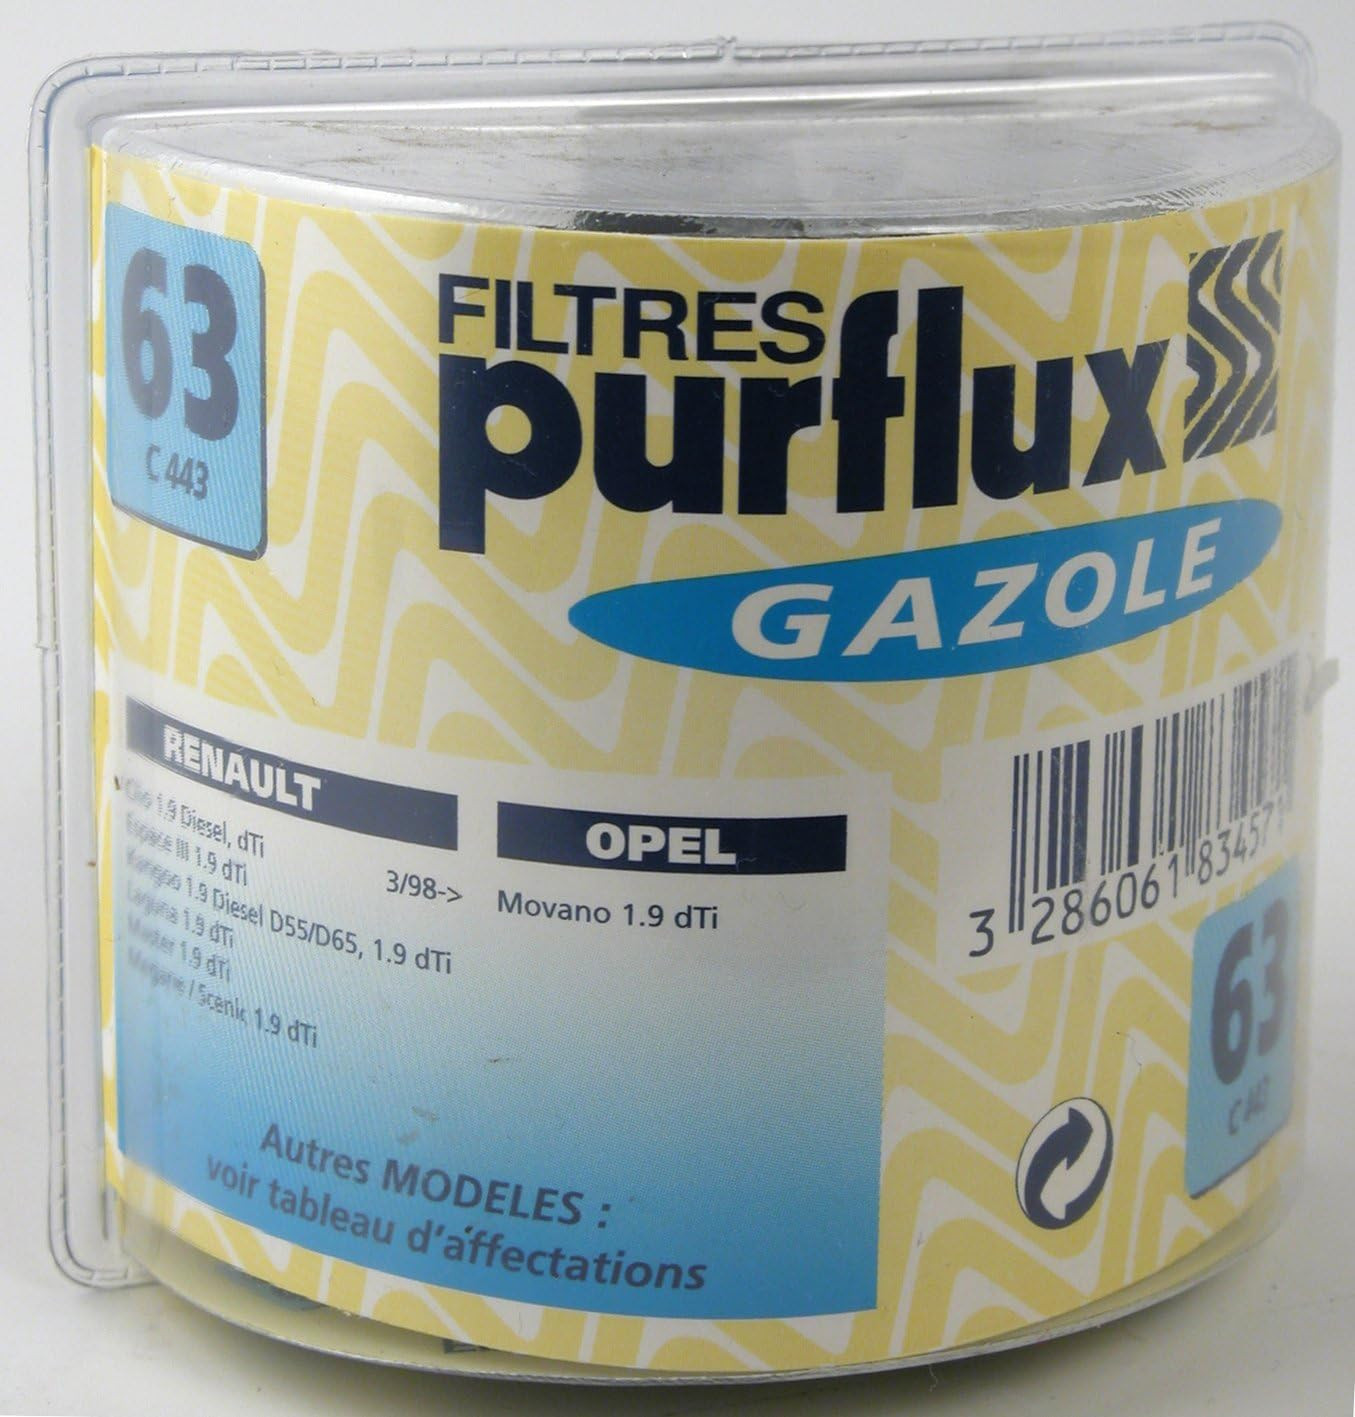 63
C 443
FILTRES
purflux
GAZOLE
RENAULT
Clio 1.9 Diesel, dTi
Espace III 1.9 dTi
3/98->
Kangoo 1.9 Diesel D55/D65, 1.9 dTi
Laguna 1.9 dTi
Master 1.9 dTi
Megane / Scenic 1.9 dTi
OPEL
Movano 1.9 dTi
Autres MODELES :
voir tableau d'affectations
3 286061 834571
63
C 443